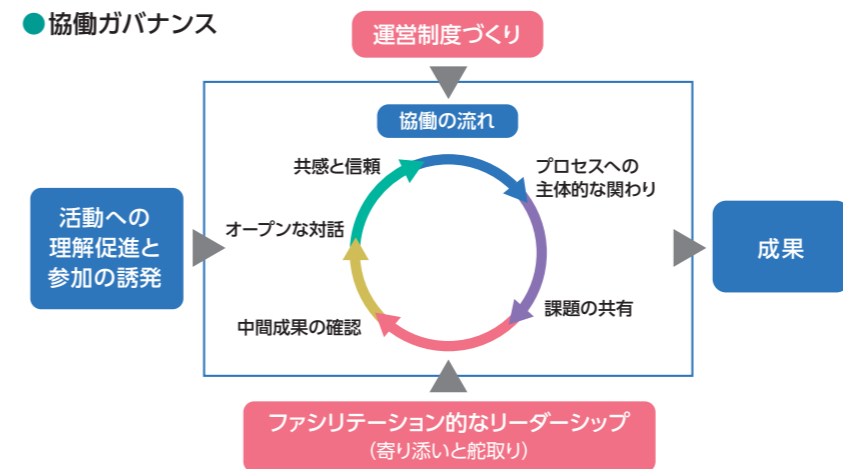 ●協働ガバナンス
運営制度づくり
協働の流れ
共感と信頼
プロセスへの
主体的な関わり
活動への
理解促進と
参加の誘発
オープンな対話
成果
課題の共有
中間成果の確認
ファシリテーション的なリーダーシップ
(寄り添いと舵取り)